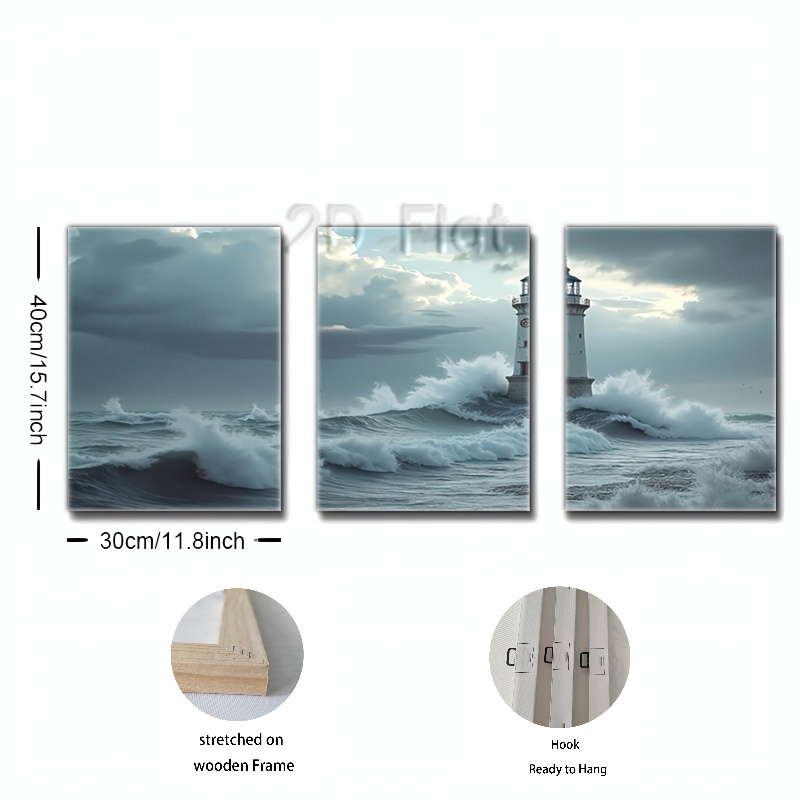 2D Flat
40cm/15.7inch
30cm/11.8inch
stretched on
wooden Frame
Hook
Ready to Hang